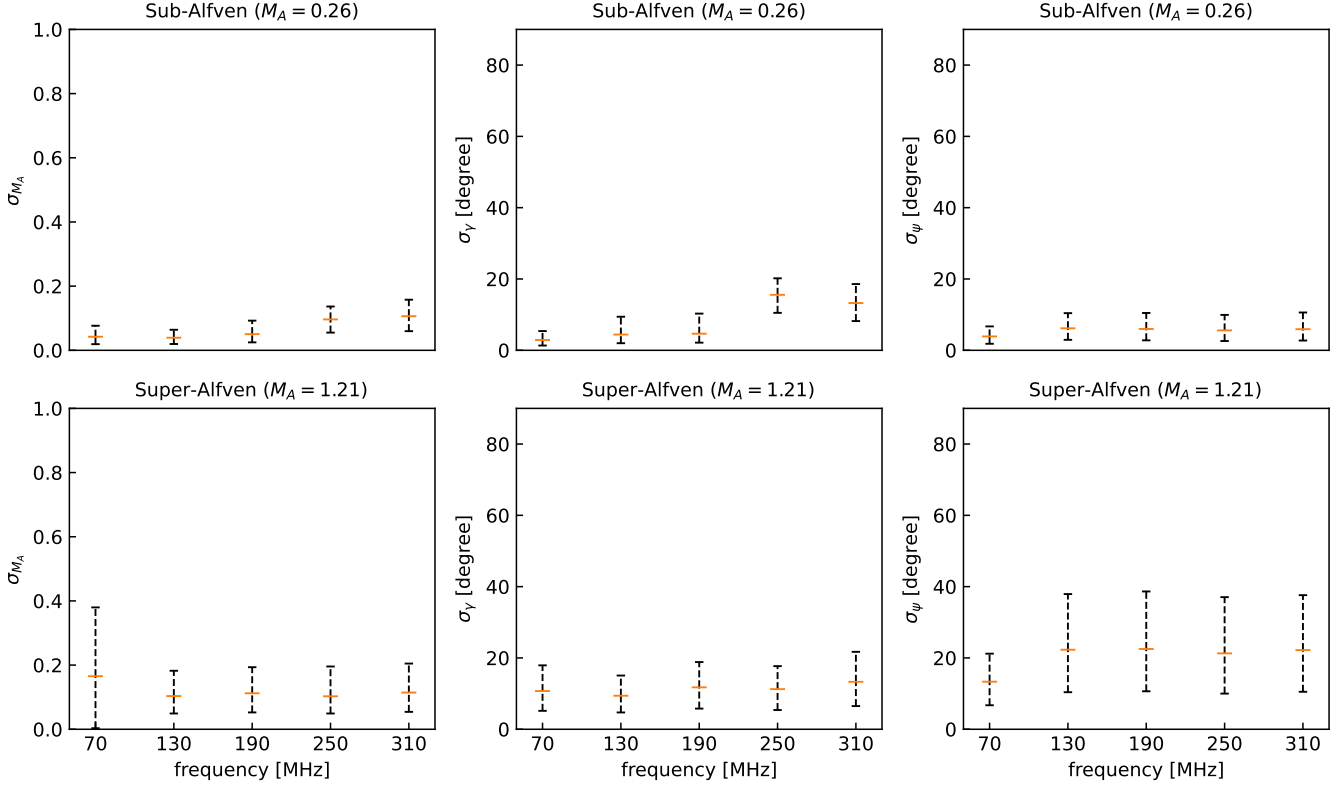 Sub-Alfven (M_A = 0.26)
1.0
0.8
0.6
0.4
0.2
0.0
σ_{M_A}
Sub-Alfven (M_A = 0.26)
80
60
40
20
0
σ_γ [degree]
Sub-Alfven (M_A = 0.26)
80
60
40
20
0
σ_ψ [degree]
Super-Alfven (M_A = 1.21)
1.0
0.8
0.6
0.4
0.2
0.0
σ_{M_A}
70 130 190 250 310
frequency [MHz]
Super-Alfven (M_A = 1.21)
80
60
40
20
0
σ_γ [degree]
70 130 190 250 310
frequency [MHz]
Super-Alfven (M_A = 1.21)
80
60
40
20
0
σ_ψ [degree]
70 130 190 250 310
frequency [MHz]